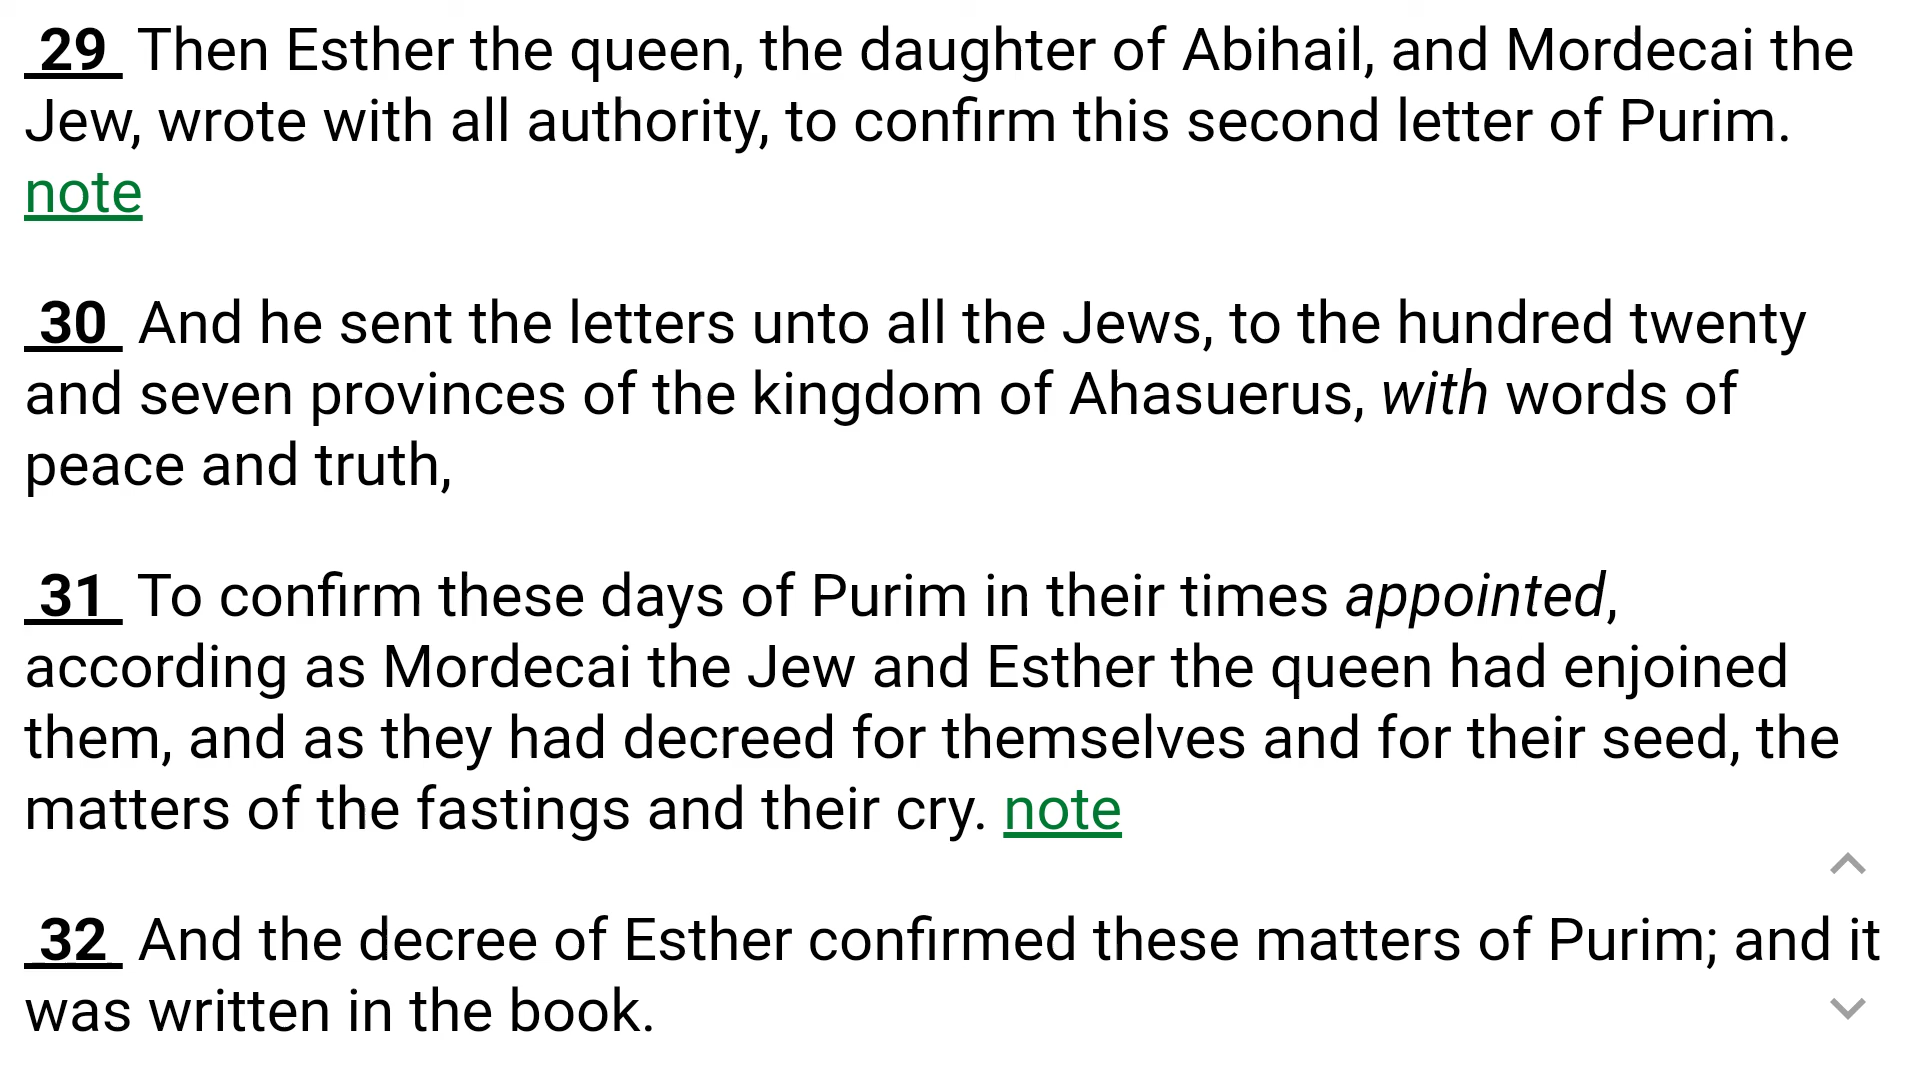 29 Then Esther the queen, the daughter of Abihail, and Mordecai the
Jew, wrote with all authority, to confirm this second letter of Purim.
note
30 And he sent the letters unto all the Jews, to the hundred twenty
and seven provinces of the kingdom of Ahasuerus, with words of
peace and truth,
31 To confirm these days of Purim in their times appointed,
according as Mordecai the Jew and Esther the queen had enjoined
them, and as they had decreed for themselves and for their seed, the
matters of the fastings and their cry. note
32 And the decree of Esther confirmed these matters of Purim; and it
was written in the book.